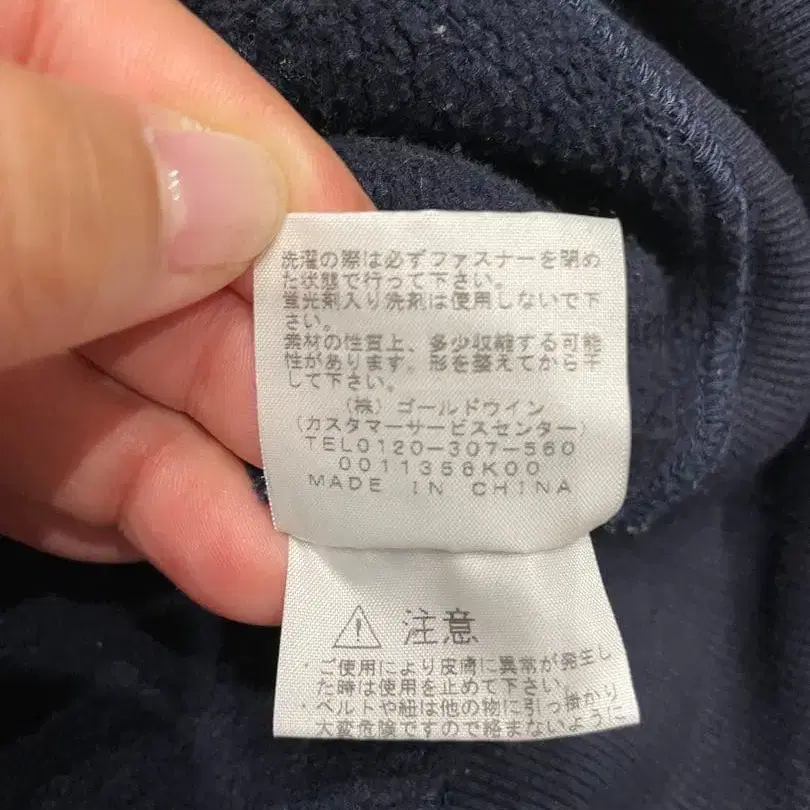 洗濯の際は必ずファスナーを閉め
た状態で行って下さい。
蛍光剤入り洗剤は使用しないで下
さい。
素材の性質上、多少収縮する可能
性があります。形を整えてから干
して下さい。
(株)ゴールドウイン
(カスタマーサービスセンター)
TEL0120-307-560
0011358K00
MADE IN CHINA
注意
・ご使用により皮膚に異常が発生し
た時は使用を止めて下さい。
・ベルトや紐は他の物に引っ掛かり
大変危険ですので絡まないように